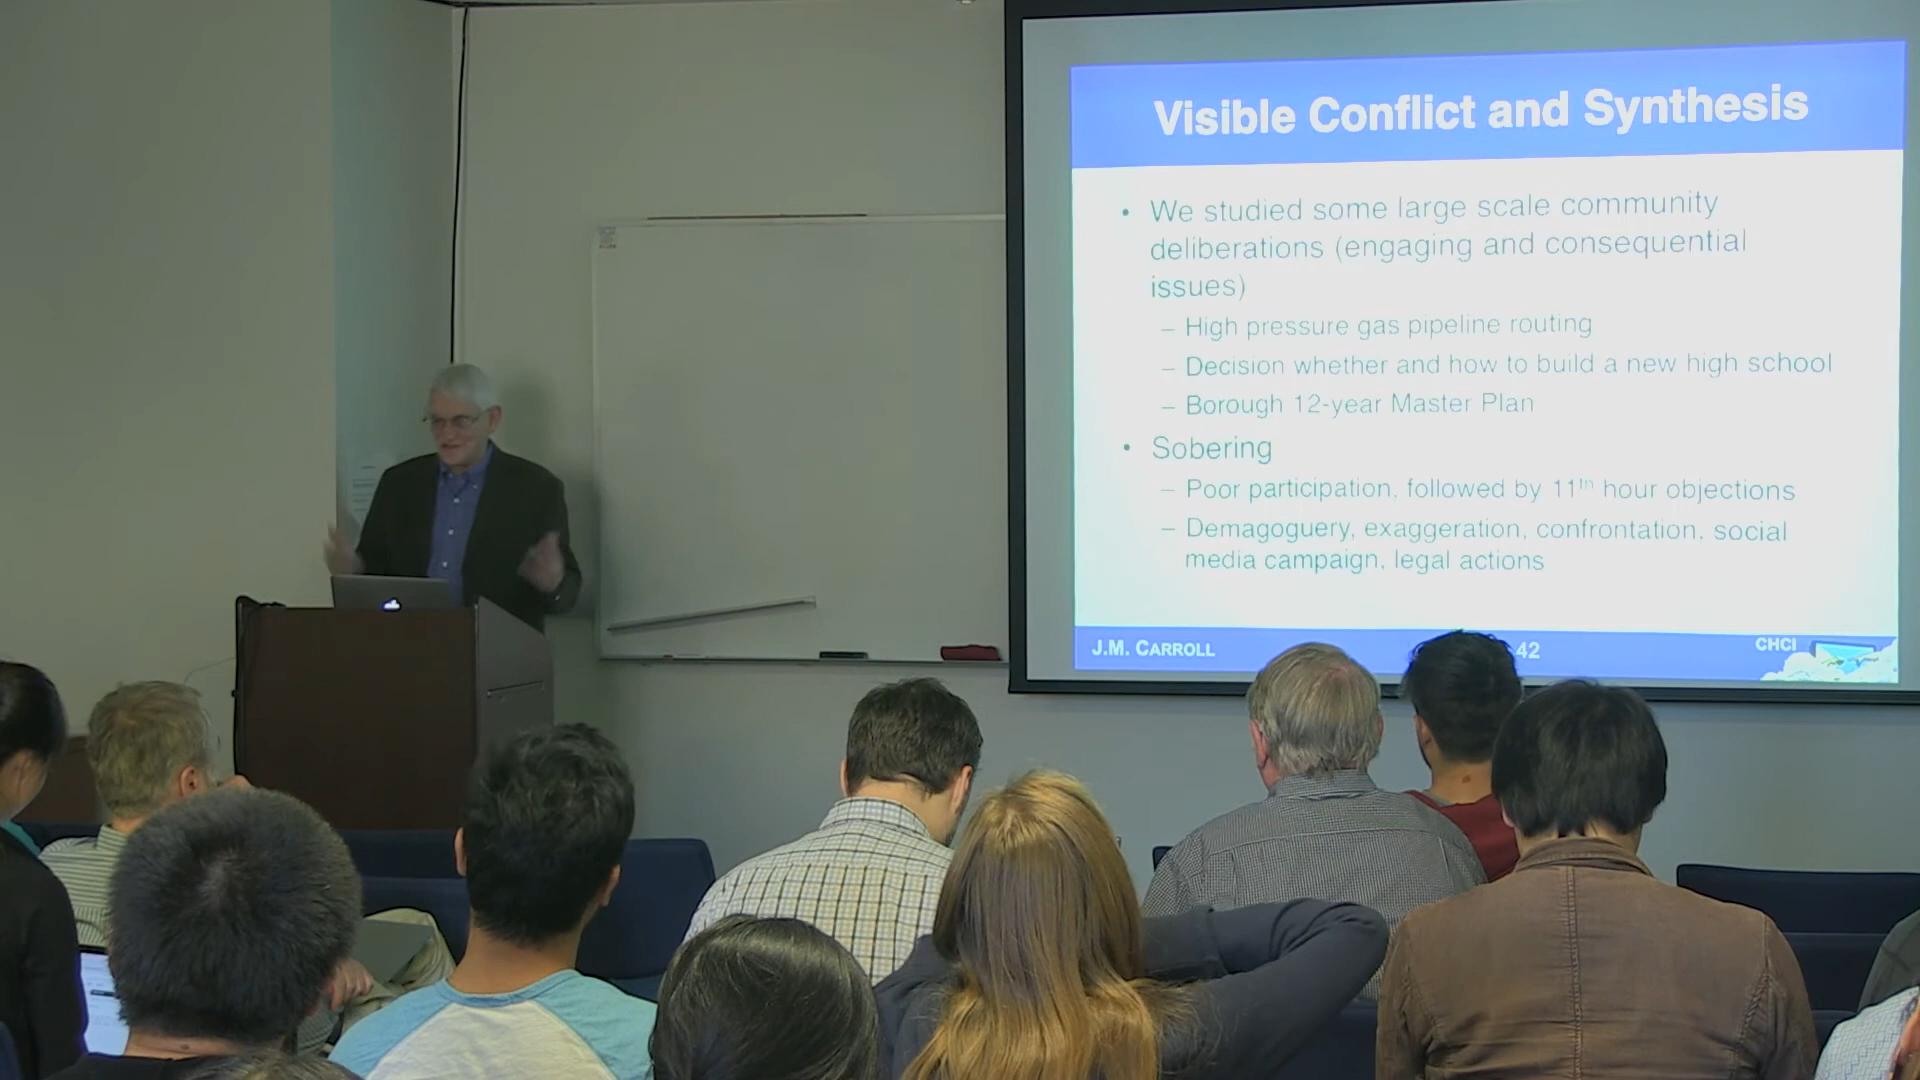 Visible Conflict and Synthesis
• We studied some large scale community
deliberations (engaging and consequential
issues)
– High pressure gas pipeline routing
– Decision whether and how to build a new high school
– Borough 12-year Master Plan
• Sobering
– Poor participation, followed by 11th hour objections
– Demagoguery, exaggeration, confrontation, social
media campaign, legal actions
J.M. CARROLL
42
CHCI